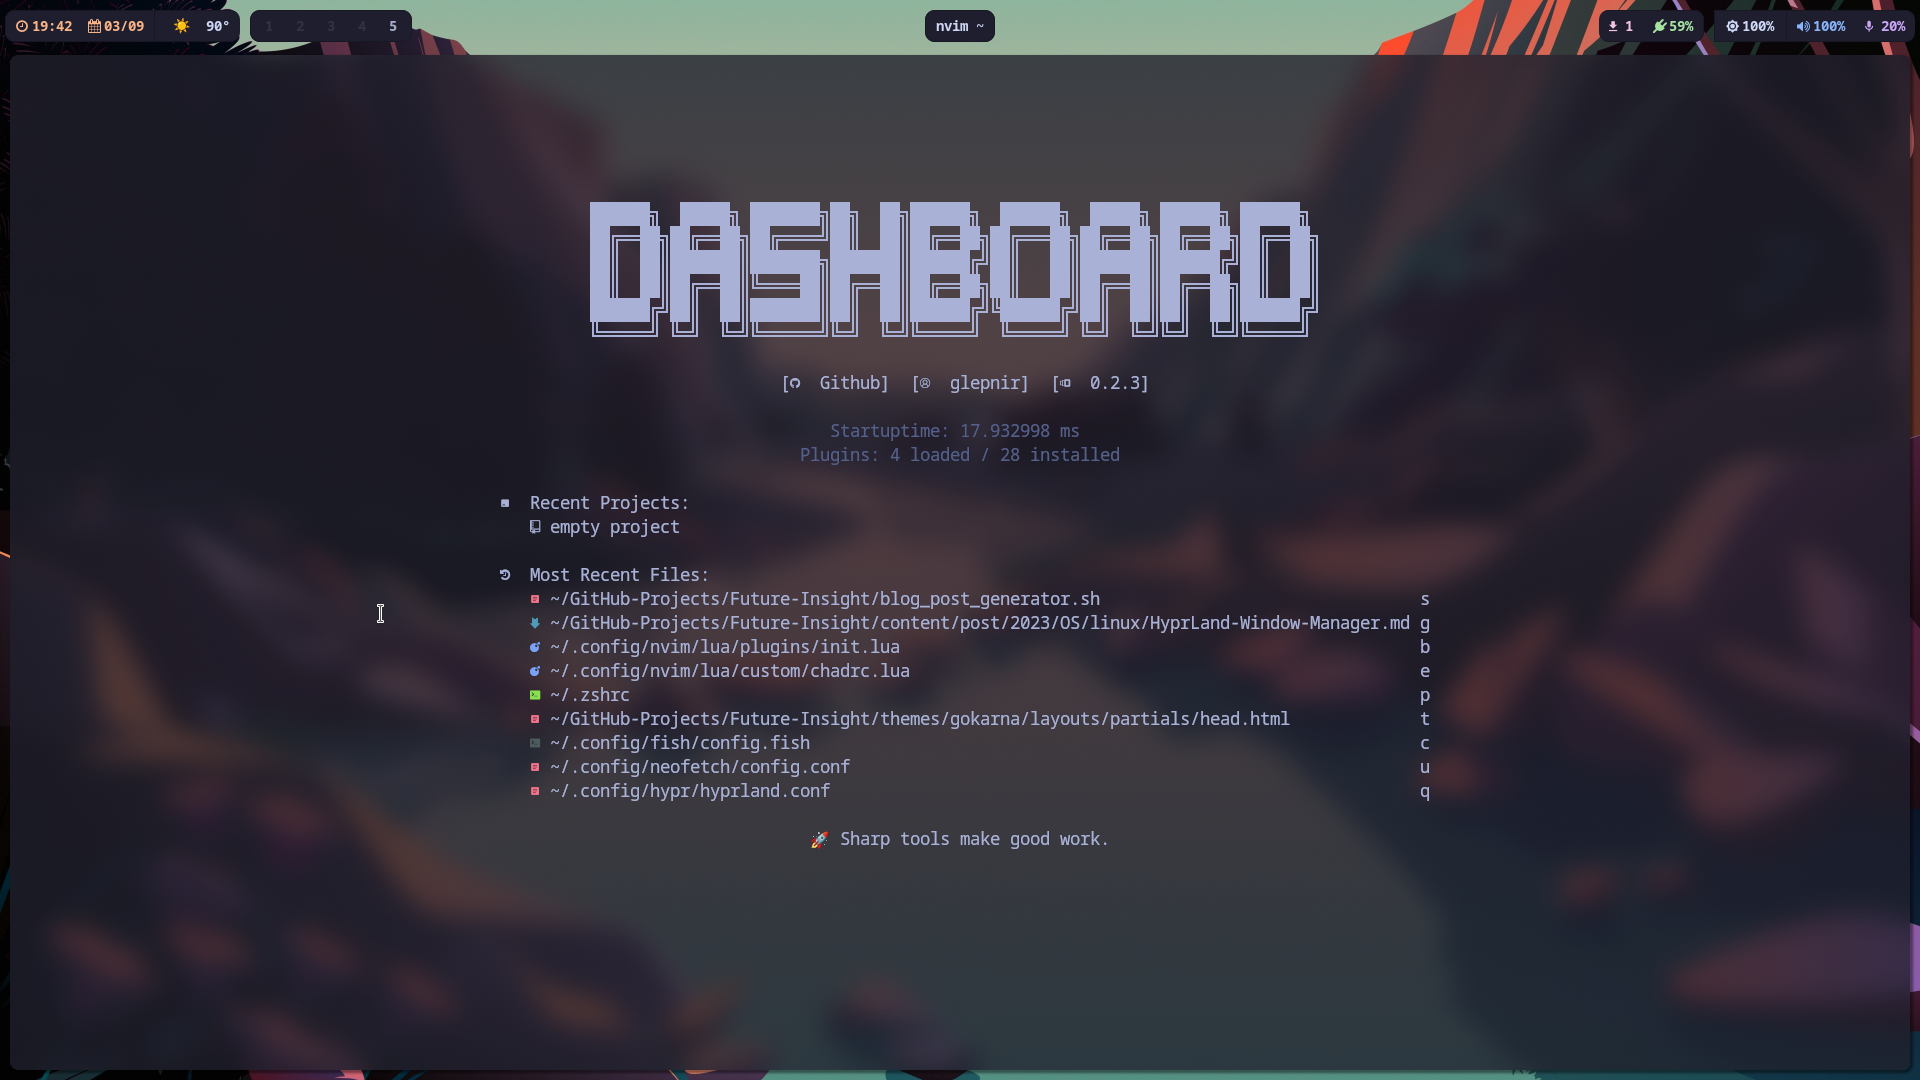 19:42 03/09 90° 1 2 3 4 5 nvim ~ 1 59% 100% 100% 20%
DASHBOARD
[ Github] [ glepnir] [ 0.2.3]
Startuptime: 17.932998 ms
Plugins: 4 loaded / 28 installed
Recent Projects:
empty project
Most Recent Files:
~/GitHub-Projects/Future-Insight/blog_post_generator.sh s
~/GitHub-Projects/Future-Insight/content/post/2023/OS/linux/HyprLand-Window-Manager.md g
~/.config/nvim/lua/plugins/init.lua b
~/.config/nvim/lua/custom/chadrc.lua e
~/.zshrc p
~/GitHub-Projects/Future-Insight/themes/gokarna/layouts/partials/head.html t
~/.config/fish/config.fish c
~/.config/neofetch/config.conf u
~/.config/hypr/hyprland.conf q
🚀 Sharp tools make good work.